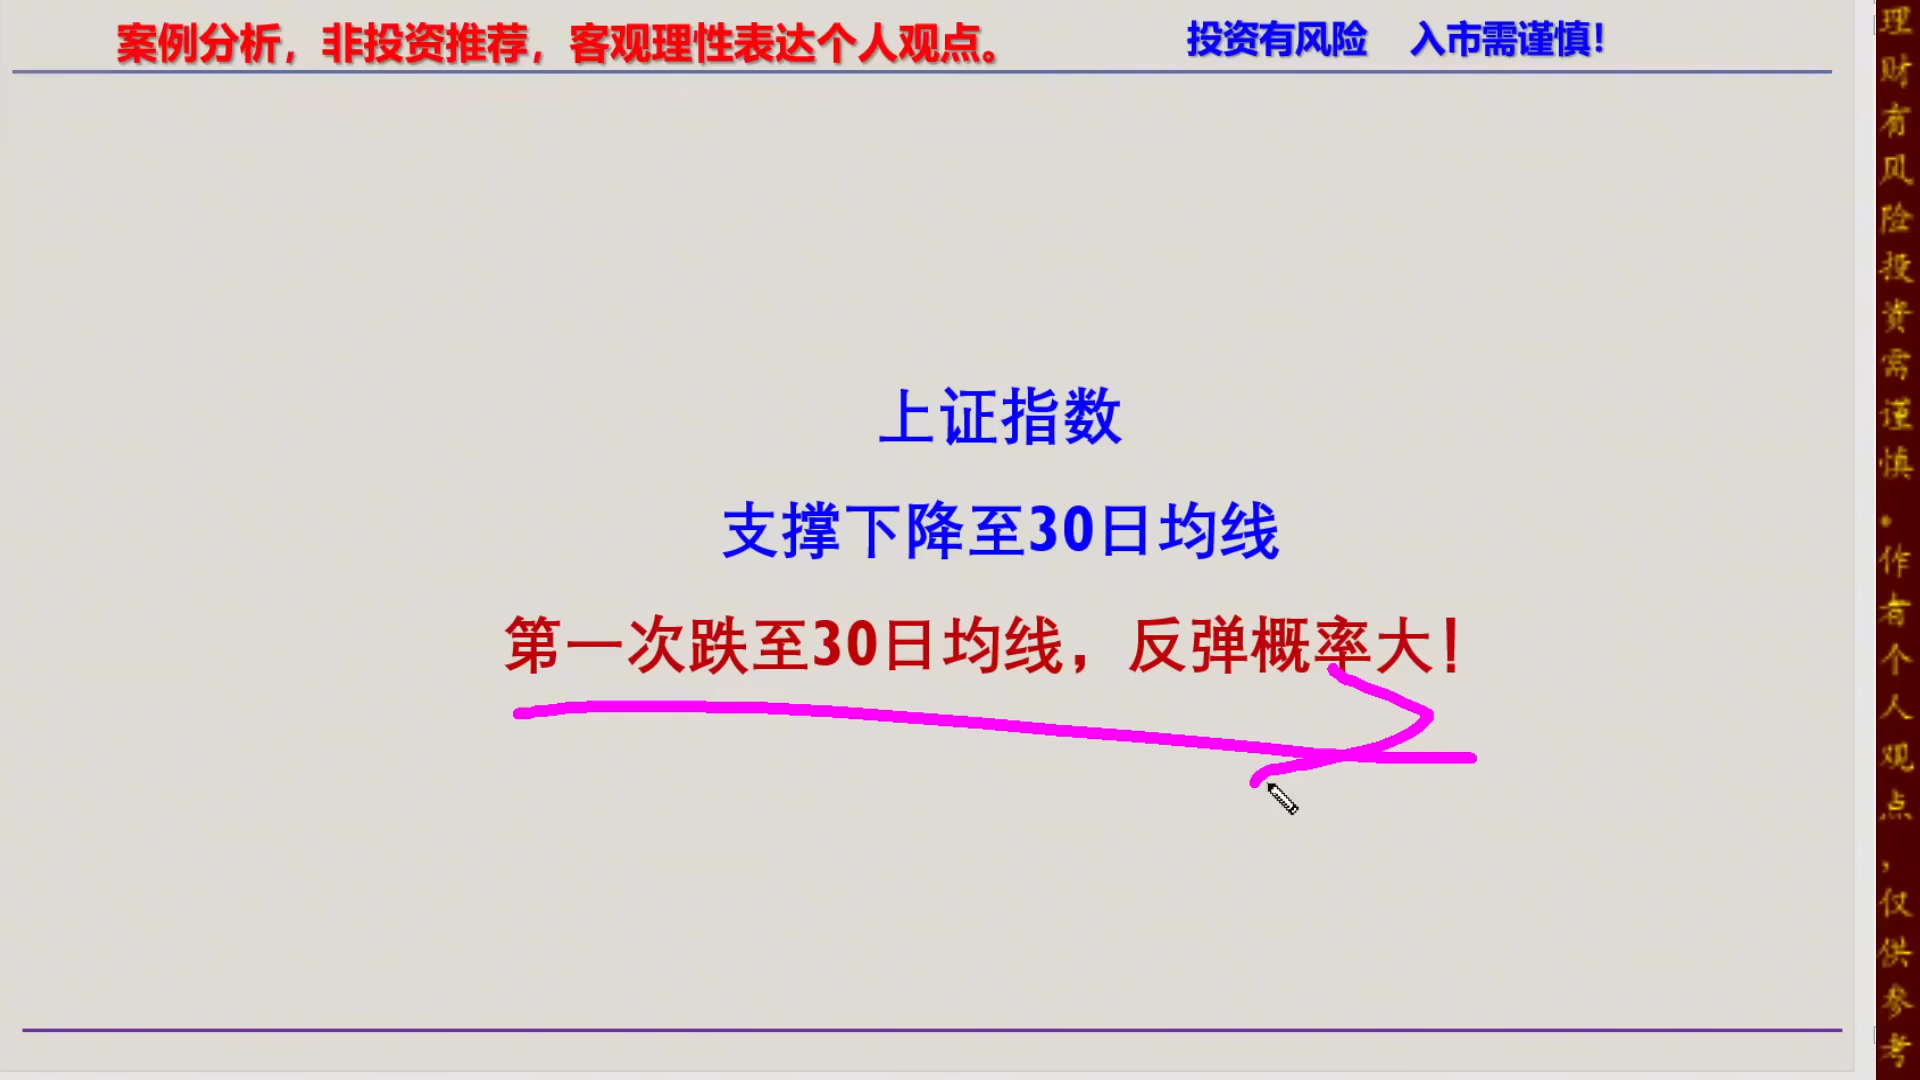 案例分析，非投资推荐，客观理性表达个人观点。
投资有风险 入市需谨慎！
上证指数
支撑下降至30日均线
第一次跌至30日均线，反弹概率大！
理财有风险投资需谨慎。作者个人观点，仅供参考